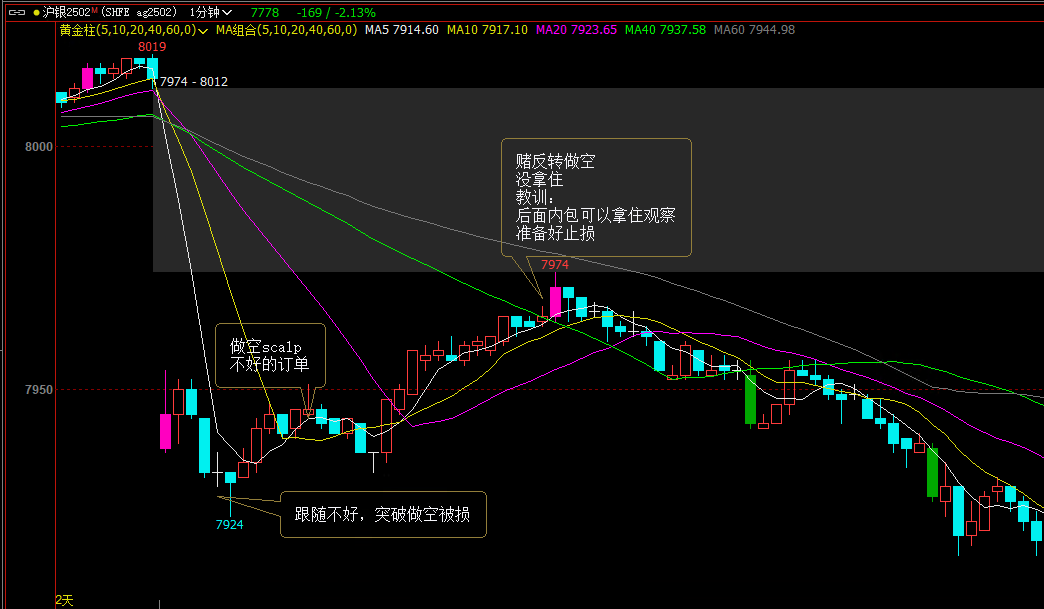 沪银2502M (SHFE ag2502) 1分钟 7778 -169 / -2.13%
黄金柱(5,10,20,40,60,0) MA组合(5,10,20,40,60,0) MA5 7914.60 MA10 7917.10 MA20 7923.65 MA40 7937.58 MA60 7944.98
8019
7974 - 8012
8000
赌反转做空
没拿住
教训:
后面内包可以拿住观察
准备好止损
7974
做空scalp
不好的订单
7950
跟随不好，突破做空被损
7924
2天